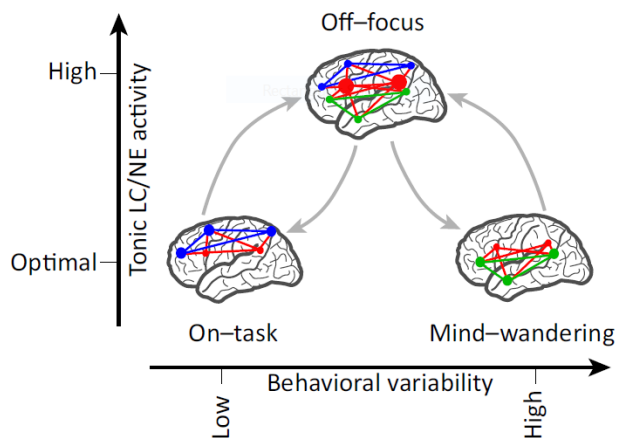 Off–focus
High
Tonic LC/NE activity
Optimal
On–task
Mind–wandering
Behavioral variability
Low
High